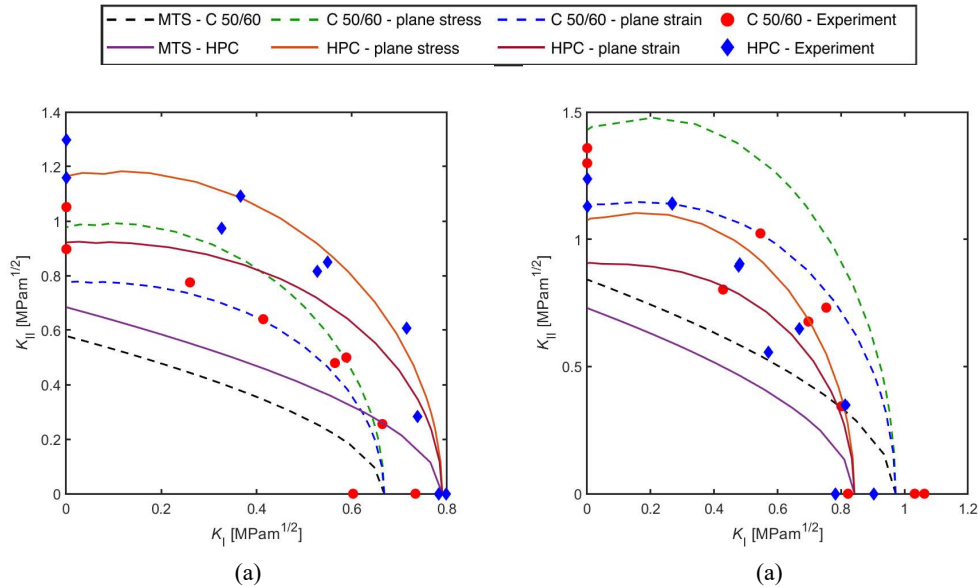 MTS - C 50/60 C 50/60 - plane stress C 50/60 - plane strain C 50/60 - Experiment
MTS - HPC HPC - plane stress HPC - plane strain HPC - Experiment
1.4
1.2
1
0.8
0.6
0.4
0.2
0
K_II [MPam^1/2]
0 0.2 0.4 0.6 0.8
K_I [MPam^1/2]
(a)
1.5
1
0.5
0
K_II [MPam^1/2]
0 0.2 0.4 0.6 0.8 1 1.2
K_I [MPam^1/2]
(a)